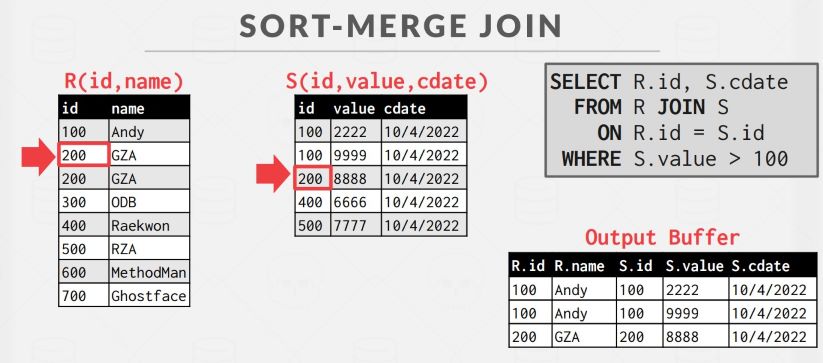 SORT-MERGE JOIN
R(id,name)
id name
100 Andy
200 GZA
200 GZA
300 ODB
400 Raekwon
500 RZA
600 MethodMan
700 Ghostface
S(id,value,cdate)
id value cdate
100 2222 10/4/2022
100 9999 10/4/2022
200 8888 10/4/2022
400 6666 10/4/2022
500 7777 10/4/2022
SELECT R.id, S.cdate
FROM R JOIN S
ON R.id = S.id
WHERE S.value > 100
Output Buffer
R.id R.name S.id S.value S.cdate
100 Andy 100 2222 10/4/2022
100 Andy 100 9999 10/4/2022
200 GZA 200 8888 10/4/2022